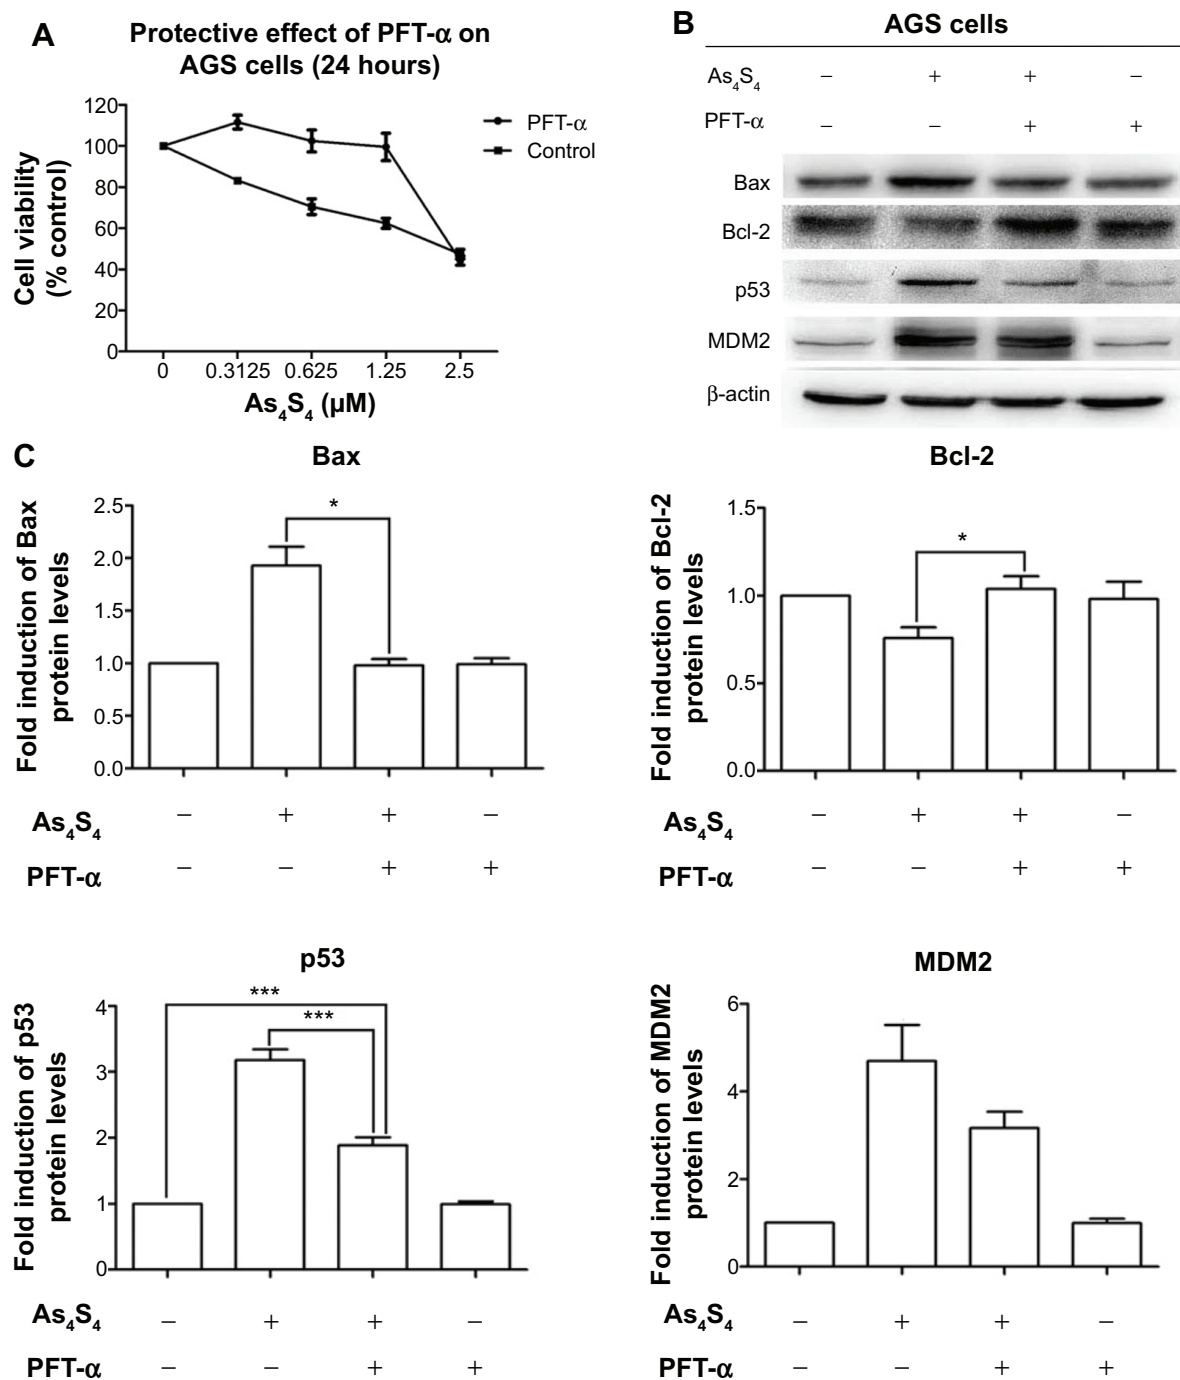 A
Protective effect of PFT-α on
AGS cells (24 hours)
Cell viability
(% control)
120
100
80
60
40
20
0
0 0.3125 0.625 1.25 2.5
As₄S₄ (µM)
PFT-α
Control
B
AGS cells
As₄S₄ – + + –
PFT-α – – + +
Bax
Bcl-2
p53
MDM2
β-actin
C
Bax
Fold induction of Bax
protein levels
2.5
2.0
1.5
1.0
0.5
0.0
*
As₄S₄ – + + –
PFT-α – – + +
Bcl-2
Fold induction of Bcl-2
protein levels
1.5
1.0
0.5
0.0
*
As₄S₄ – + + –
PFT-α – – + +
p53
Fold induction of p53
protein levels
4
3
2
1
0
***
***
As₄S₄ – + + –
PFT-α – – + +
MDM2
Fold induction of MDM2
protein levels
6
4
2
0
As₄S₄ – + + –
PFT-α – – + +